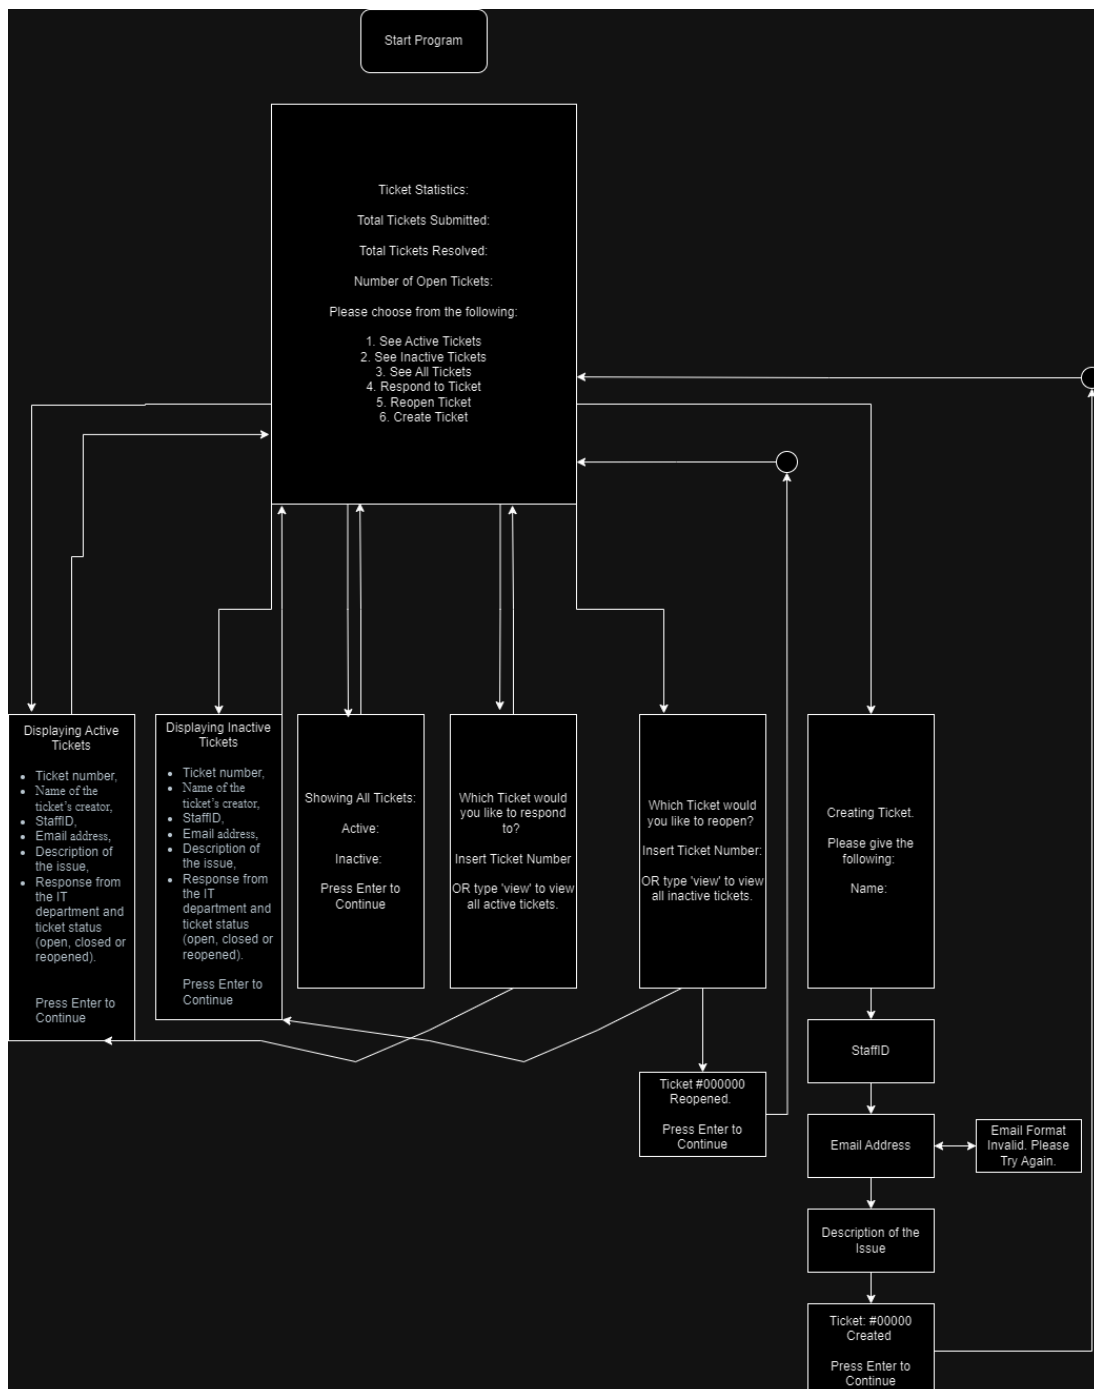 Start Program
Ticket Statistics:
Total Tickets Submitted:
Total Tickets Resolved:
Number of Open Tickets:
Please choose from the following:
1. See Active Tickets
2. See Inactive Tickets
3. See All Tickets
4. Respond to Ticket
5. Reopen Ticket
6. Create Ticket
Displaying Active
Tickets
Ticket number,
Name of the
ticket’s creator,
StaffID,
Email address,
Description of
the issue,
Response from
the IT
department and
ticket status
(open, closed or
reopened).
Press Enter to
Continue
Displaying Inactive
Tickets
Ticket number,
Name of the
ticket’s creator,
StaffID,
Email address,
Description of
the issue,
Response from
the IT
department and
ticket status
(open, closed or
reopened).
Press Enter to
Continue
Showing All Tickets:
Active:
Inactive:
Press Enter to
Continue
Which Ticket would
you like to respond
to?
Insert Ticket Number
OR type 'view' to view
all active tickets.
Which Ticket would
you like to reopen?
Insert Ticket Number:
OR type 'view' to view
all inactive tickets.
Creating Ticket.
Please give the
following:
Name:
StaffID
Ticket #000000
Reopened.
Press Enter to
Continue
Email Address
Email Format
Invalid. Please
Try Again.
Description of the
Issue
Ticket: #00000
Created
Press Enter to
Continue